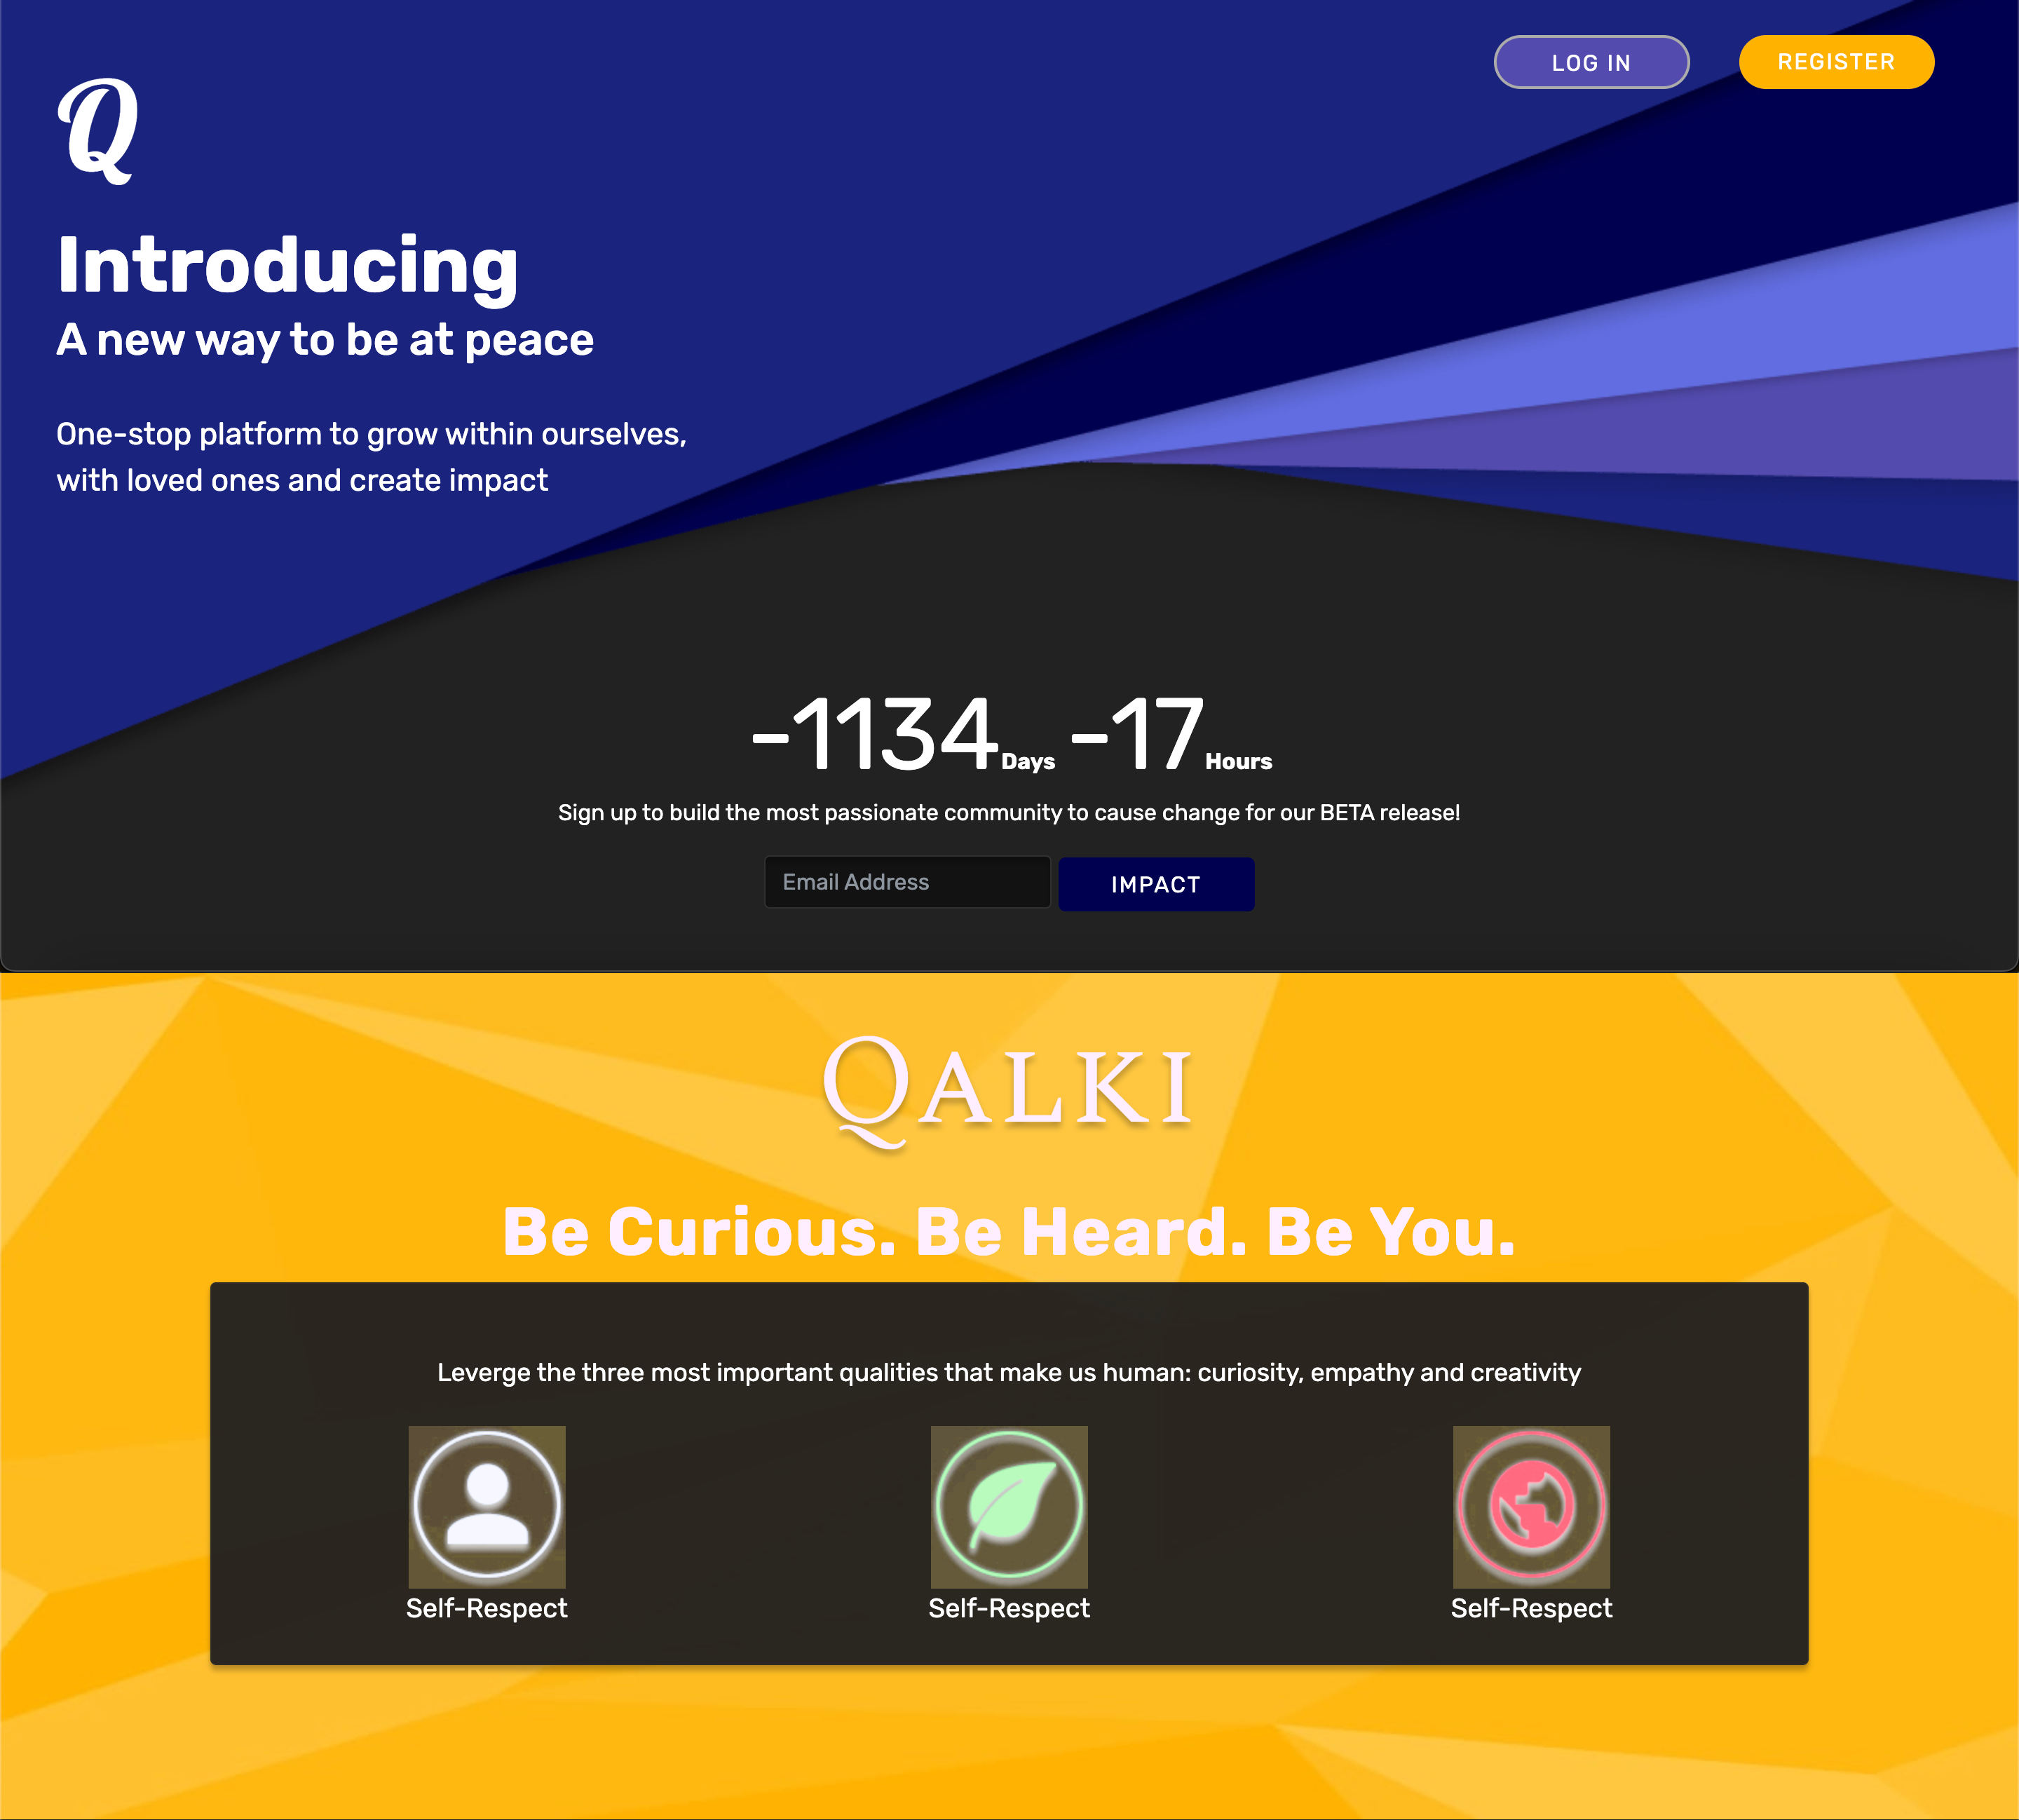 LOG IN
REGISTER
Q
Introducing
A new way to be at peace
One-stop platform to grow within ourselves,
with loved ones and create impact
-1134 Days -17 Hours
Sign up to build the most passionate community to cause change for our BETA release!
Email Address
IMPACT
QALKI
Be Curious. Be Heard. Be You.
Leverge the three most important qualities that make us human: curiosity, empathy and creativity
Self-Respect
Self-Respect
Self-Respect